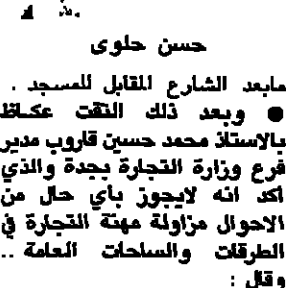 حسن حلوى
مابعد الشارع المقابل للمسجد .
● وبعد ذلك التقت عكاظ
بالاستاذ محمد حسين قاروب مدير
فرع وزارة التجارة بجدة والذي
اكد انه لايجوز بأي حال من
الاحوال مزاولة مهنة التجارة في
الطرقات والساحات العامة ..
وقال :